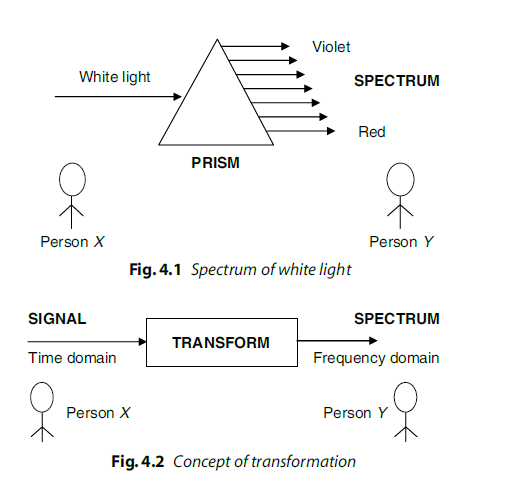 Violet
White light
SPECTRUM
Red
PRISM
Person X
Person Y
Fig. 4.1 Spectrum of white light
SIGNAL
SPECTRUM
TRANSFORM
Time domain
Frequency domain
Person X
Person Y
Fig. 4.2 Concept of transformation